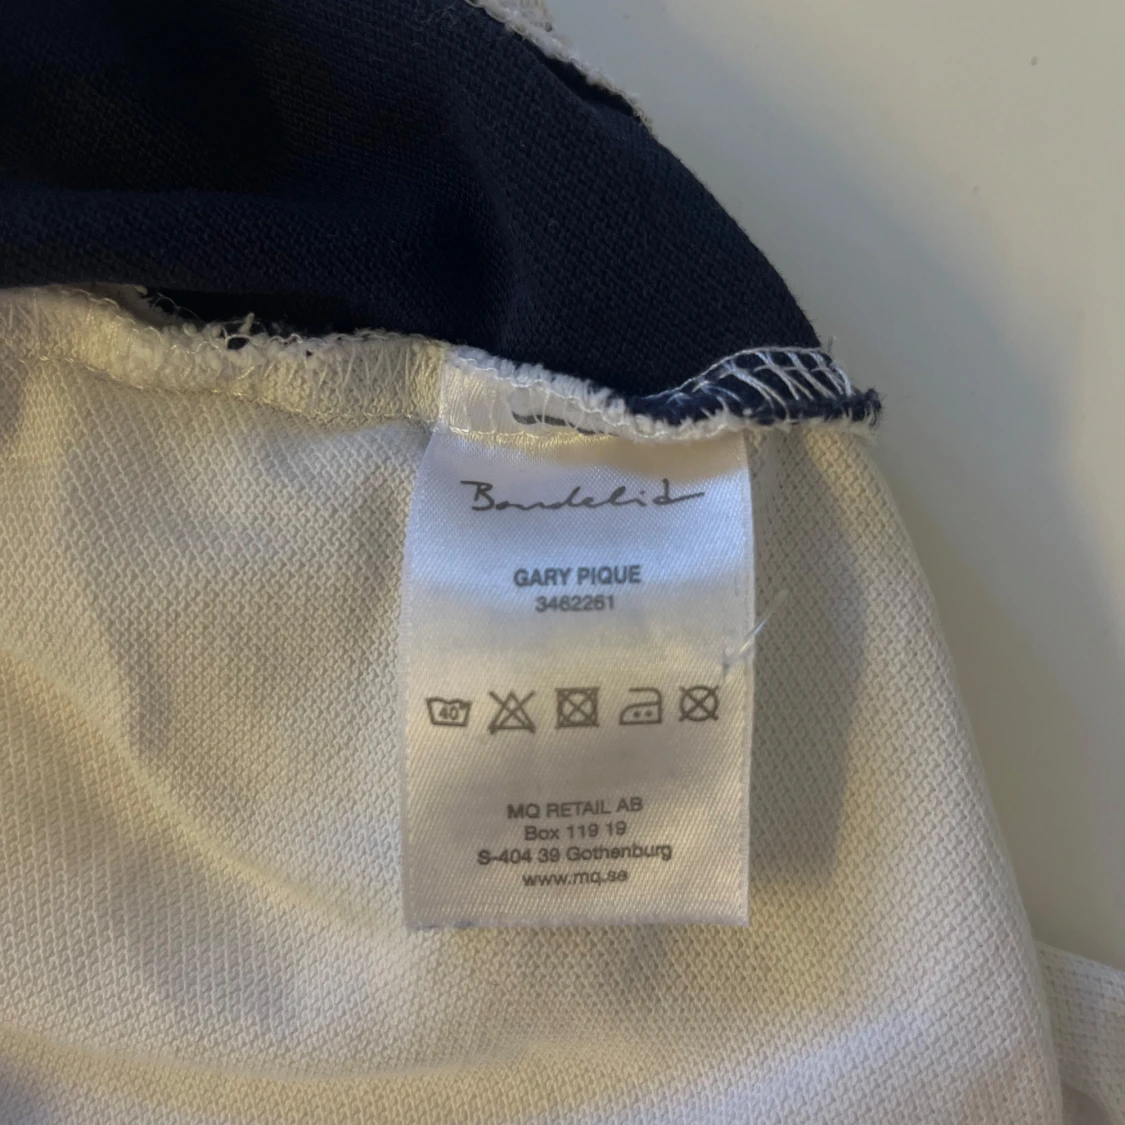 Bondelid
GARY PIQUE
3462261
40°
MQ RETAIL AB
Box 119 19
S-404 39 Gothenburg
www.mq.se